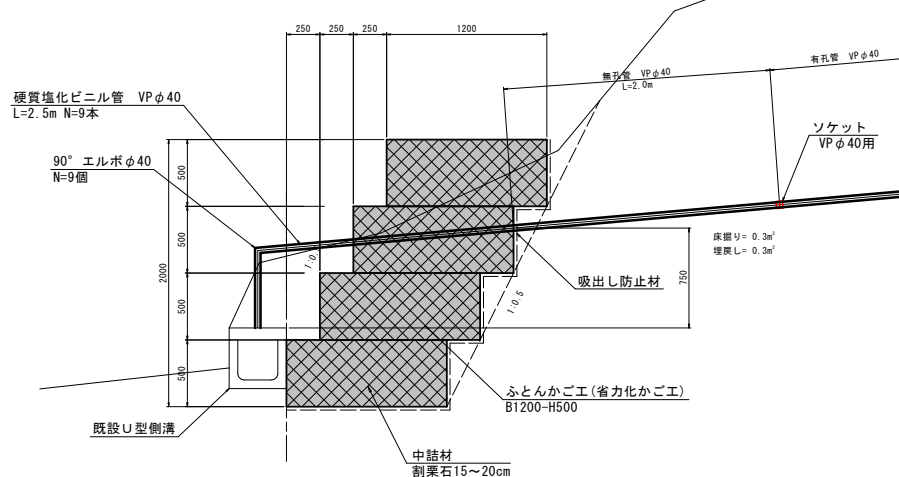 250
250
250
1200
無孔管 VPφ40
L=2.0m
有孔管 VPφ40
硬質塩化ビニル管 VPφ40
L=2.5m N=9本
ソケット
VPφ40用
90°エルボφ40
N=9個
500
500
500
500
2000
床掘り= 0.3m²
埋戻し= 0.3m²
750
吸出し防止材
1:0.5
ふとんかご工(省力化かご工)
B1200-H500
既設U型側溝
中詰材
割栗石15~20cm